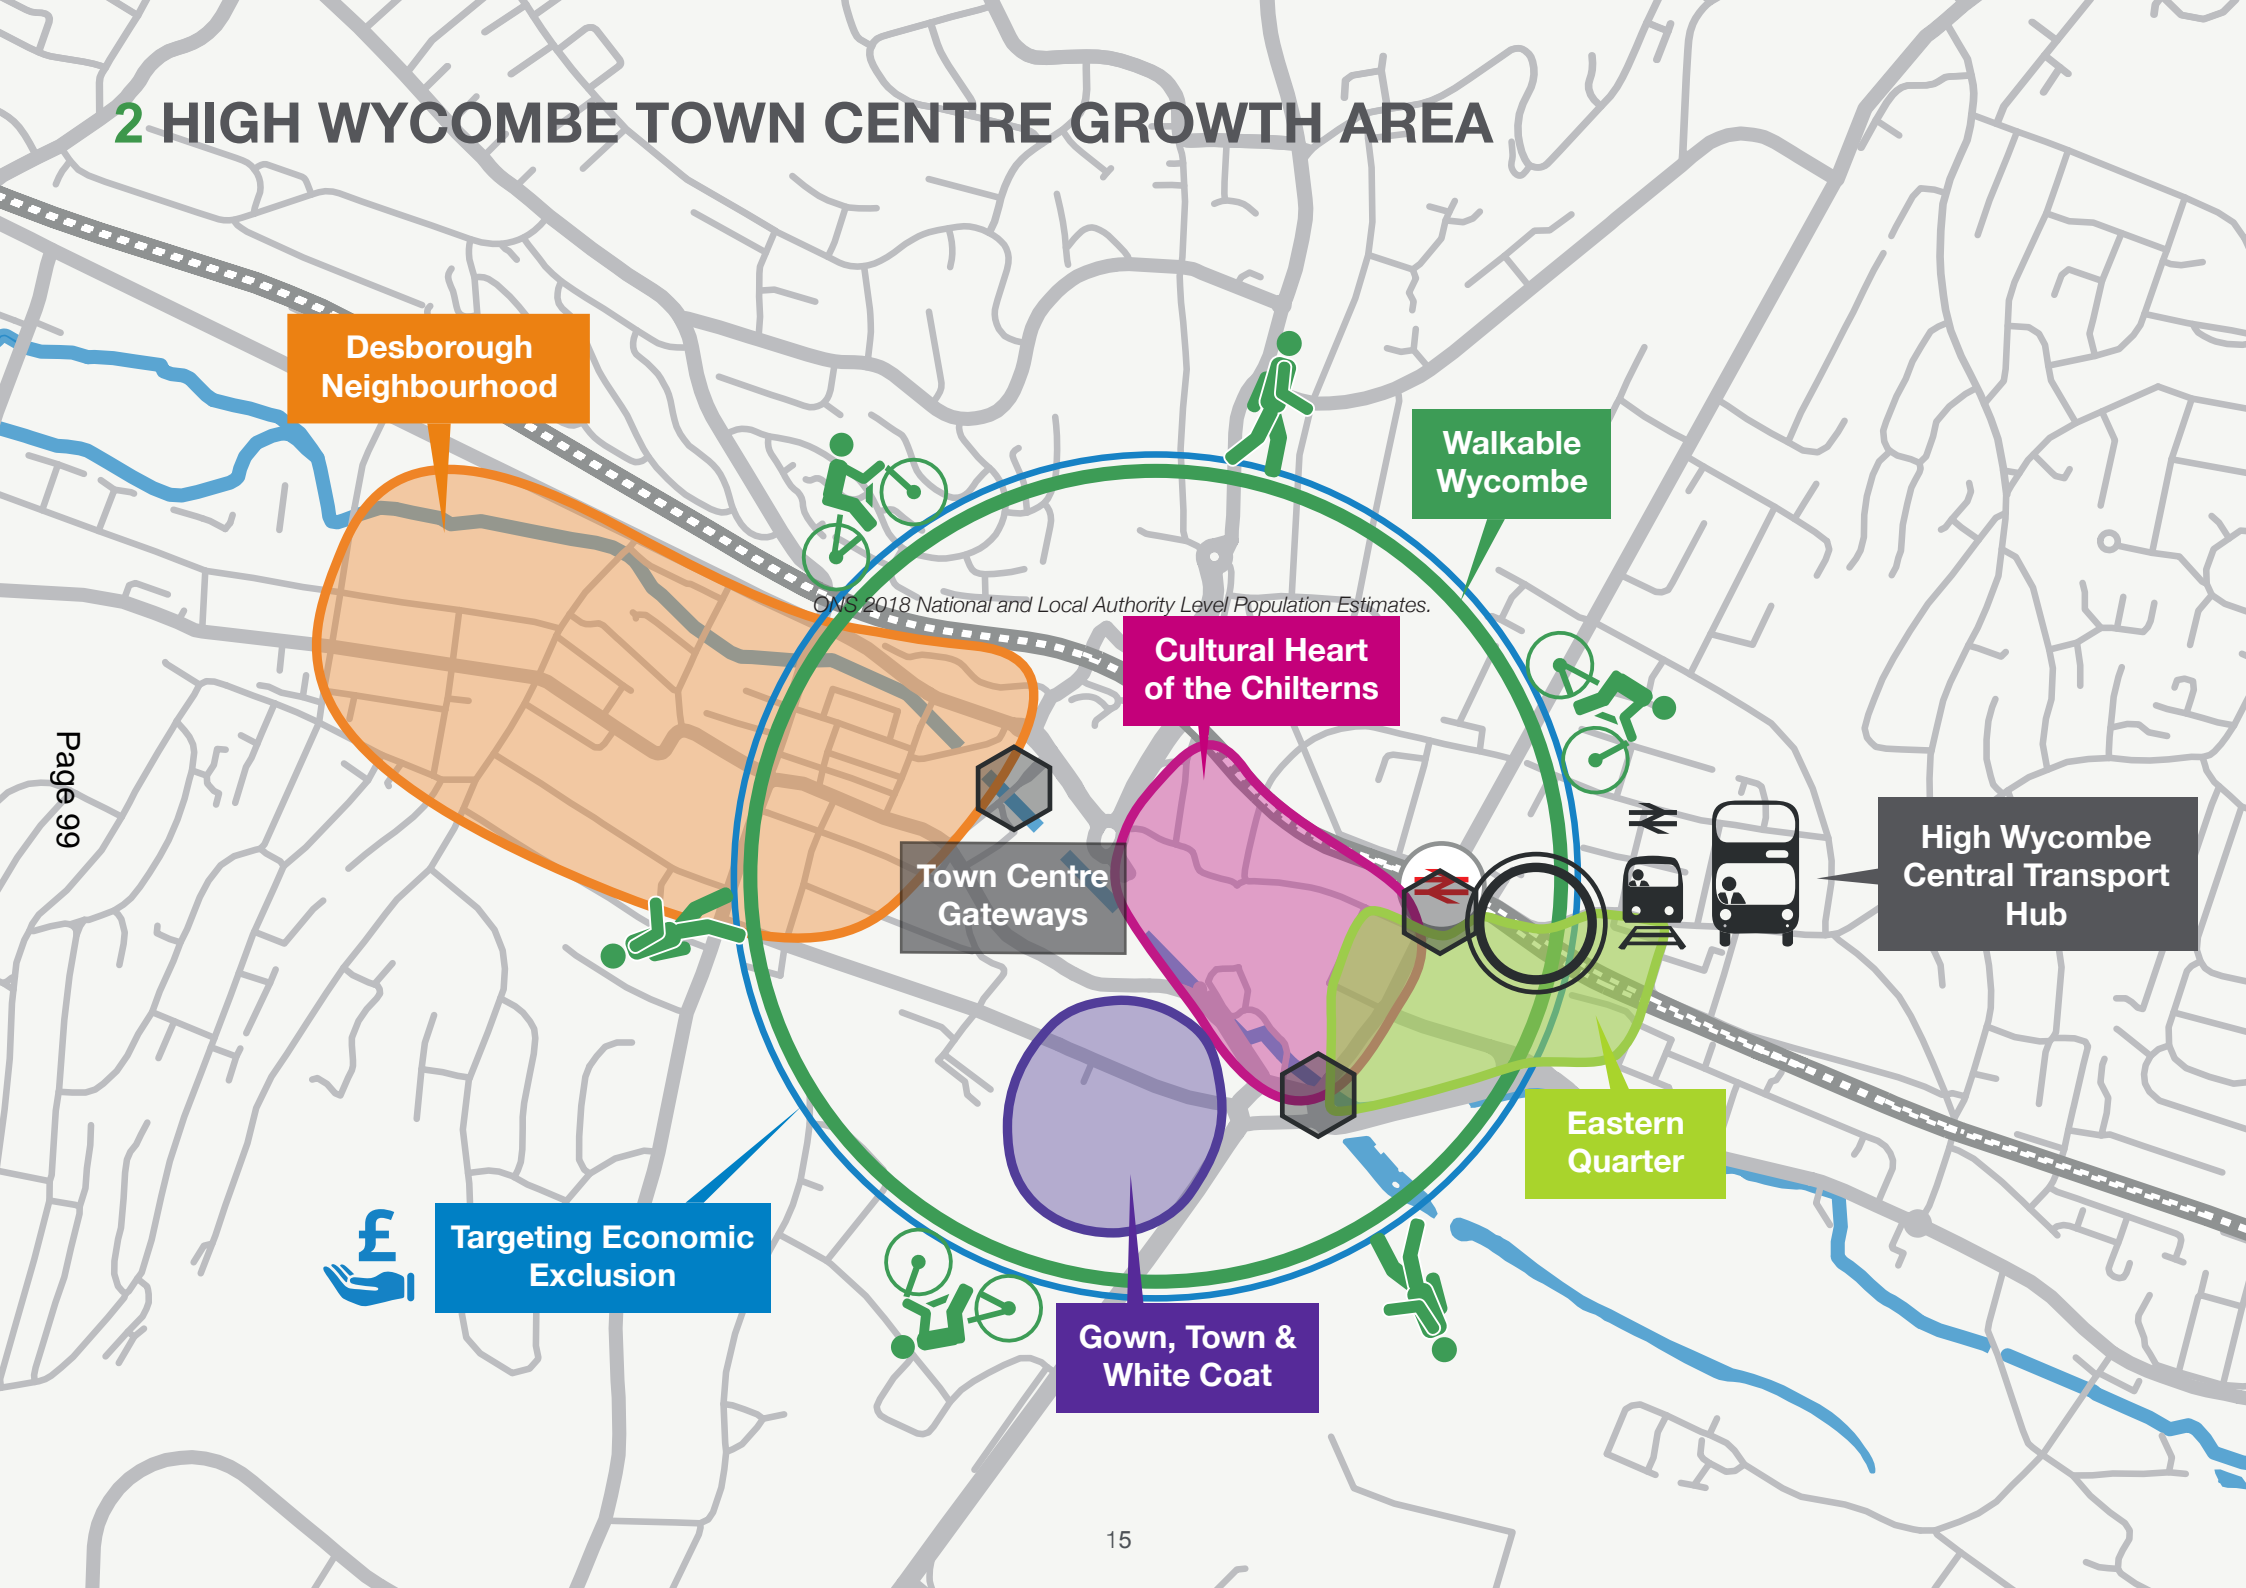 2 HIGH WYCOMBE TOWN CENTRE GROWTH AREA
Desborough
Neighbourhood
Walkable
Wycombe
ONS 2018 National and Local Authority Level Population Estimates.
Cultural Heart
of the Chilterns
Page 99
High Wycombe
Central Transport
Hub
Town Centre
Gateways
Eastern
Quarter
£
Targeting Economic
Exclusion
Gown, Town &
White Coat
15